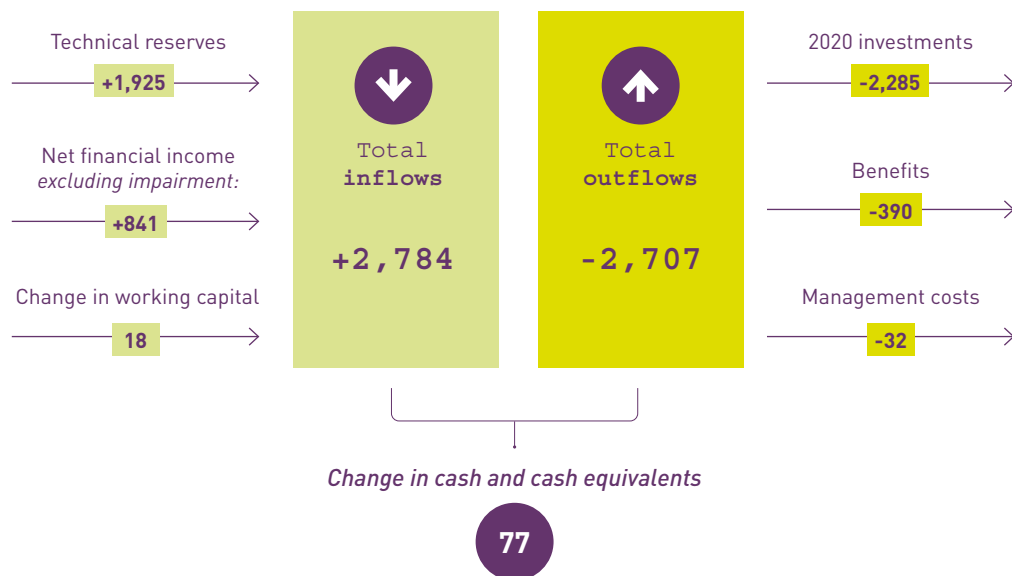 Technical reserves
+1,925
Net financial income
excluding impairment:
+841
Change in working capital
18
Total
inflows
+2,784
Total
outflows
-2,707
2020 investments
-2,285
Benefits
-390
Management costs
-32
Change in cash and cash equivalents
77